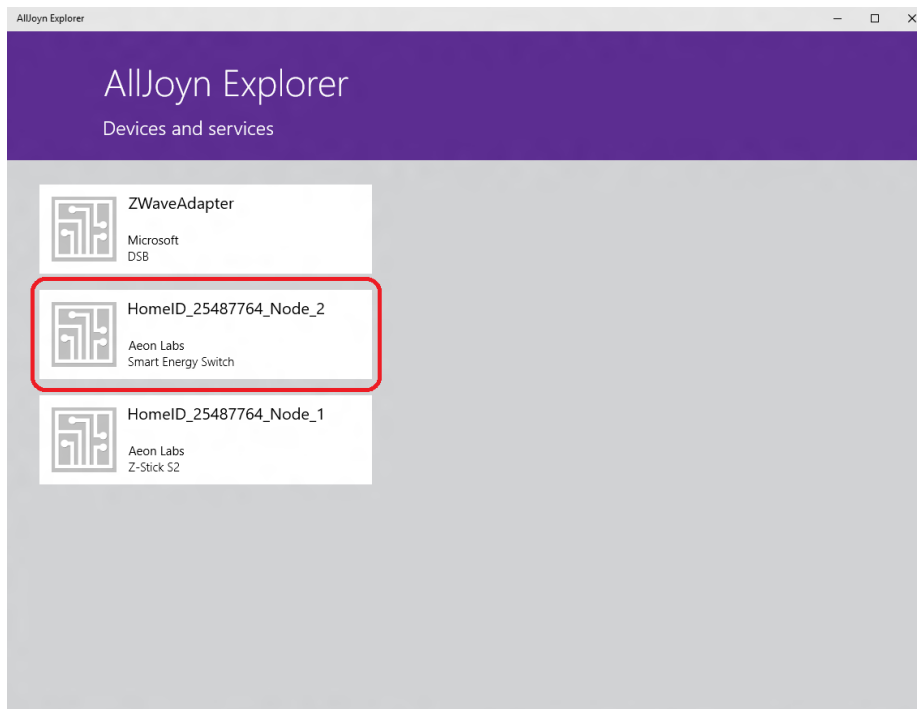 AllJoyn Explorer
AllJoyn Explorer
Devices and services
ZWaveAdapter
Microsoft
DSB
HomeID_25487764_Node_2
Aeon Labs
Smart Energy Switch
HomeID_25487764_Node_1
Aeon Labs
Z-Stick S2